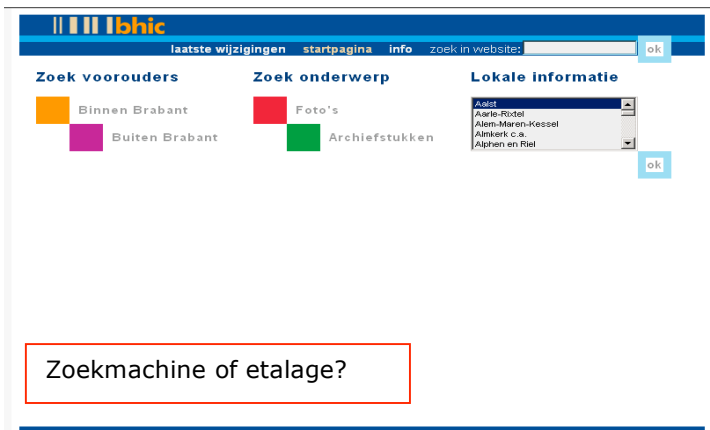 bhic
laatste wijzigingen startpagina info zoek in website: ok
Zoek voorouders Zoek onderwerp Lokale informatie
Binnen Brabant Foto's Aalst
Aarle-Rixtel
Alem-Maren-Kessel
Buiten Brabant Archiefstukken Almkerk c.a.
Alphen en Riel
ok
Zoekmachine of etalage?